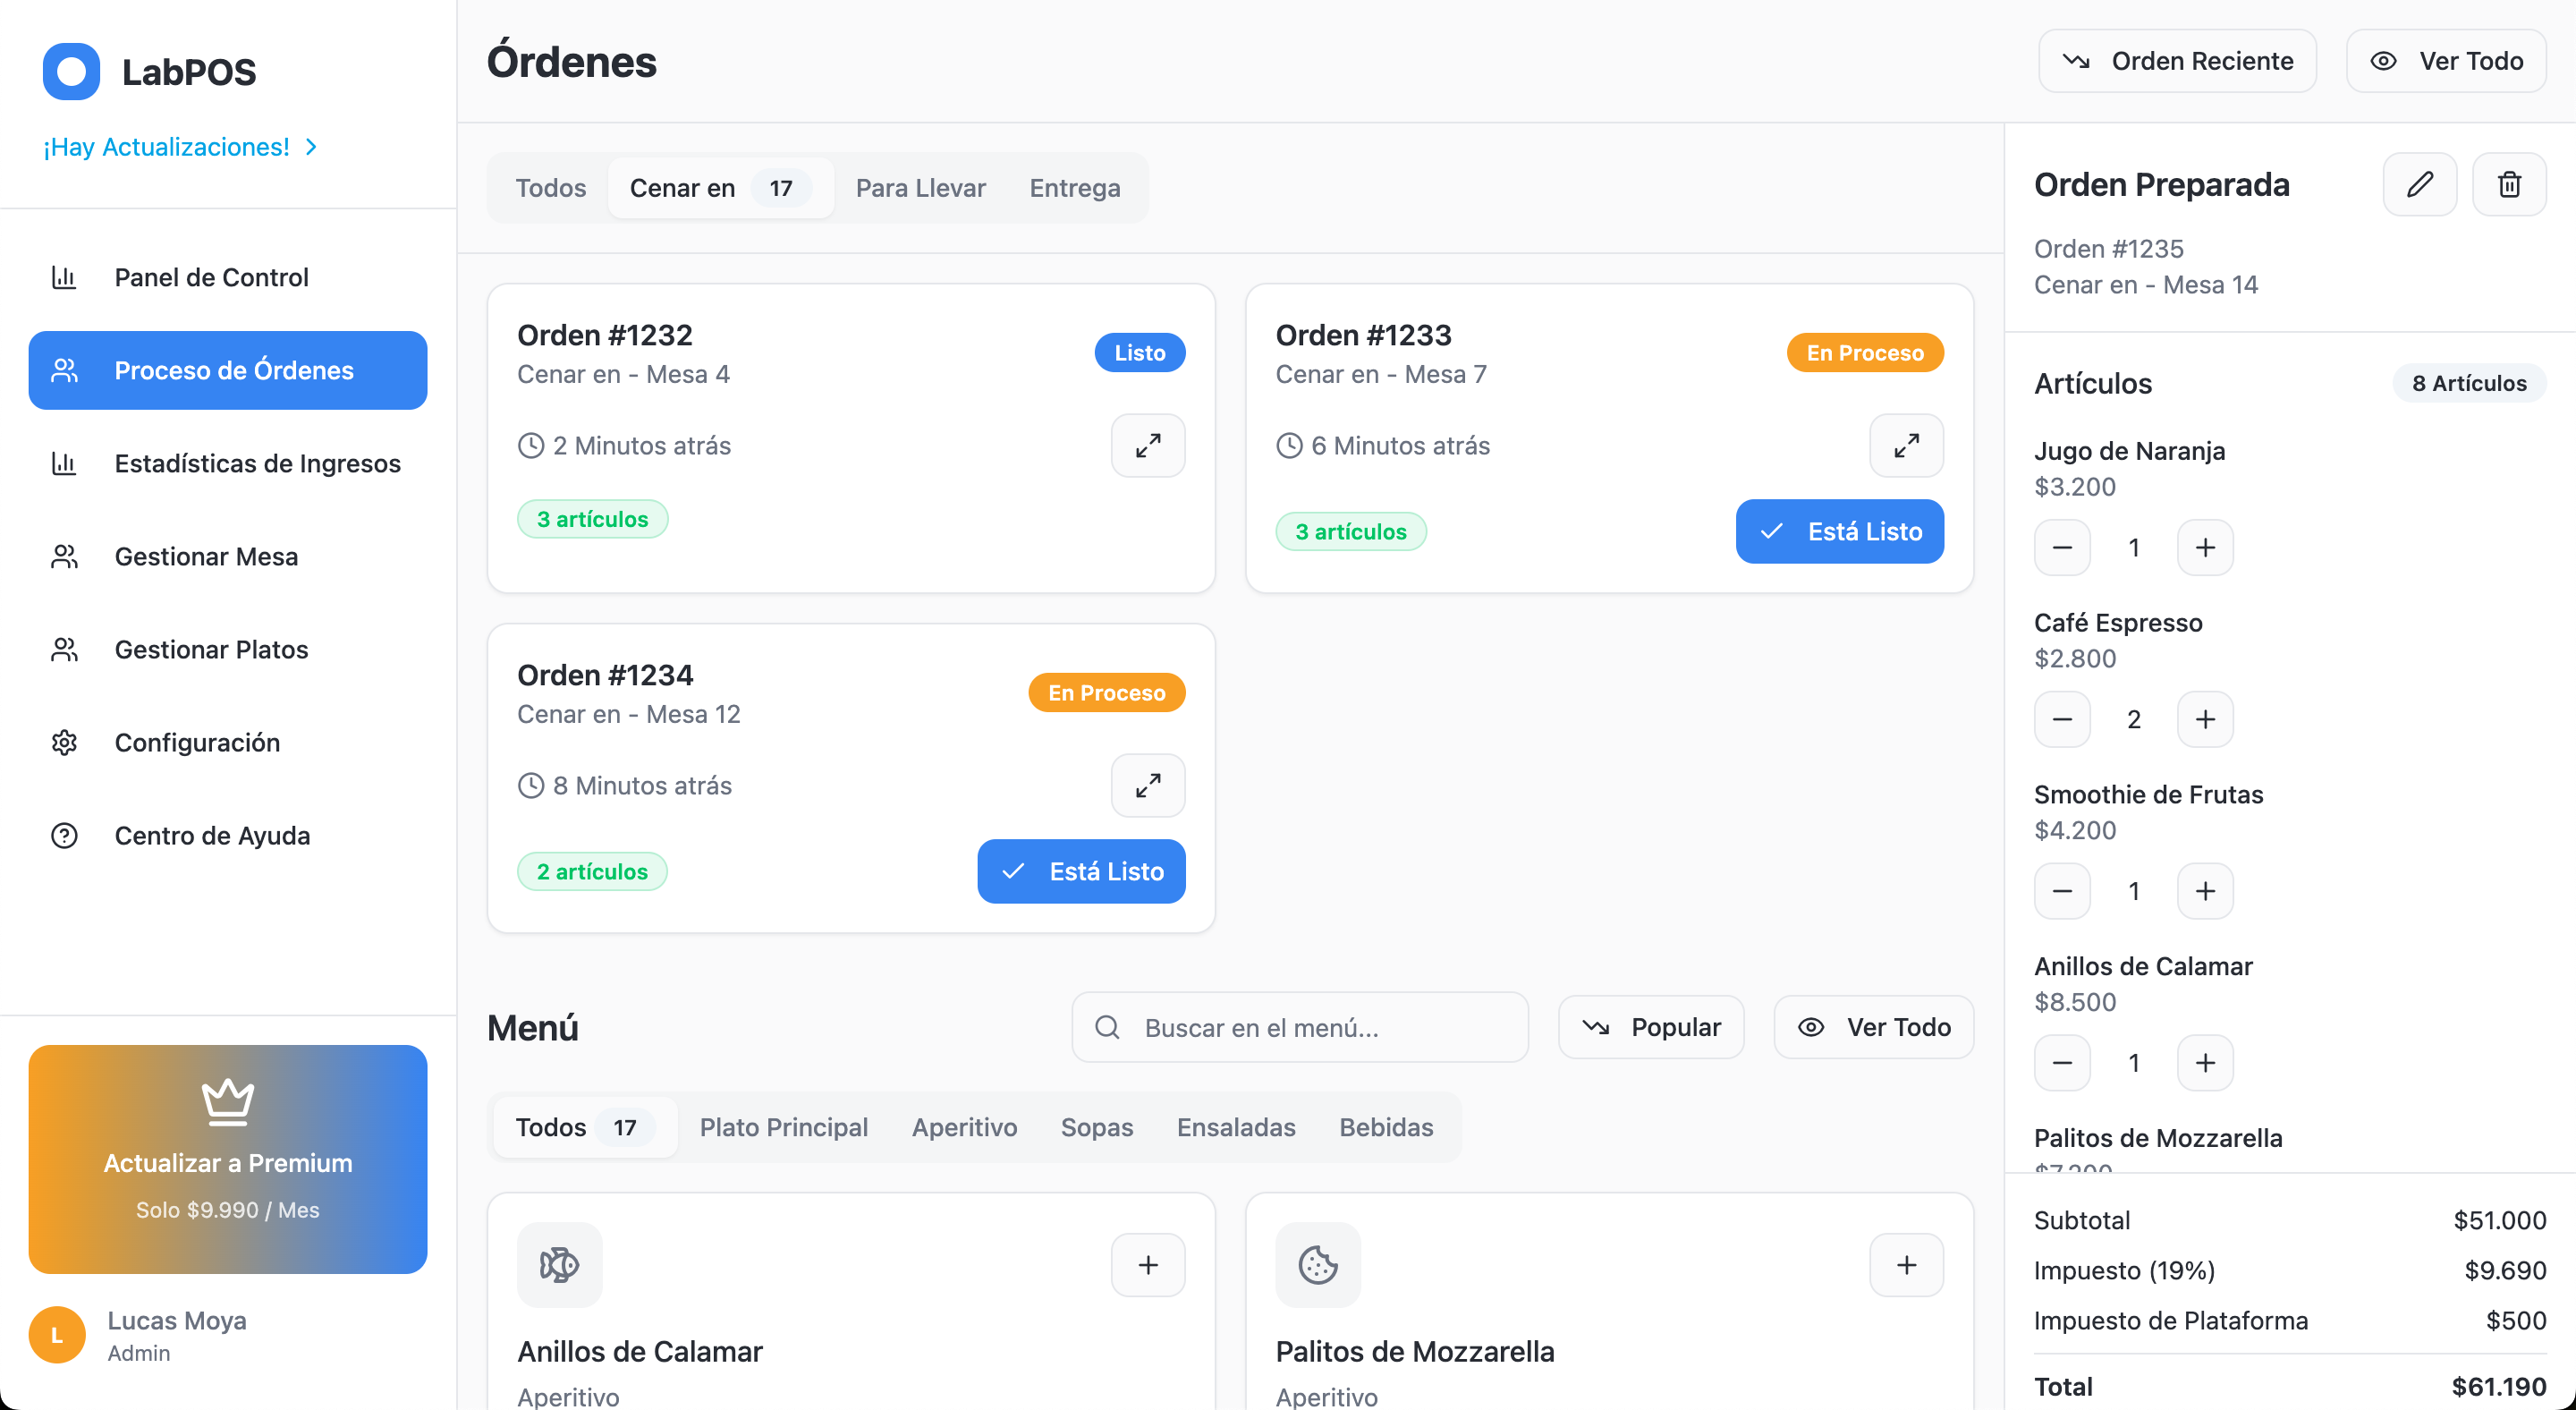 LabPOS
¡Hay Actualizaciones!
Panel de Control
Proceso de Órdenes
Estadísticas de Ingresos
Gestionar Mesa
Gestionar Platos
Configuración
Centro de Ayuda
Actualizar a Premium
Solo $9.990 / Mes
L
Lucas Moya
Admin
Órdenes
Orden Reciente
Ver Todo
Todos
Cenar en 17
Para Llevar
Entrega
Orden #1232
Cenar en - Mesa 4
Listo
2 Minutos atrás
3 artículos
Orden #1233
Cenar en - Mesa 7
En Proceso
6 Minutos atrás
3 artículos
Está Listo
Orden #1234
Cenar en - Mesa 12
En Proceso
8 Minutos atrás
2 artículos
Está Listo
Menú
Buscar en el menú...
Popular
Ver Todo
Todos 17
Plato Principal
Aperitivo
Sopas
Ensaladas
Bebidas
Anillos de Calamar
Aperitivo
Palitos de Mozzarella
Aperitivo
Orden Preparada
Orden #1235
Cenar en - Mesa 14
Artículos
8 Artículos
Jugo de Naranja
$3.200
1
Café Espresso
$2.800
2
Smoothie de Frutas
$4.200
1
Anillos de Calamar
$8.500
1
Palitos de Mozzarella
Subtotal $51.000
Impuesto (19%) $9.690
Impuesto de Plataforma $500
Total $61.190